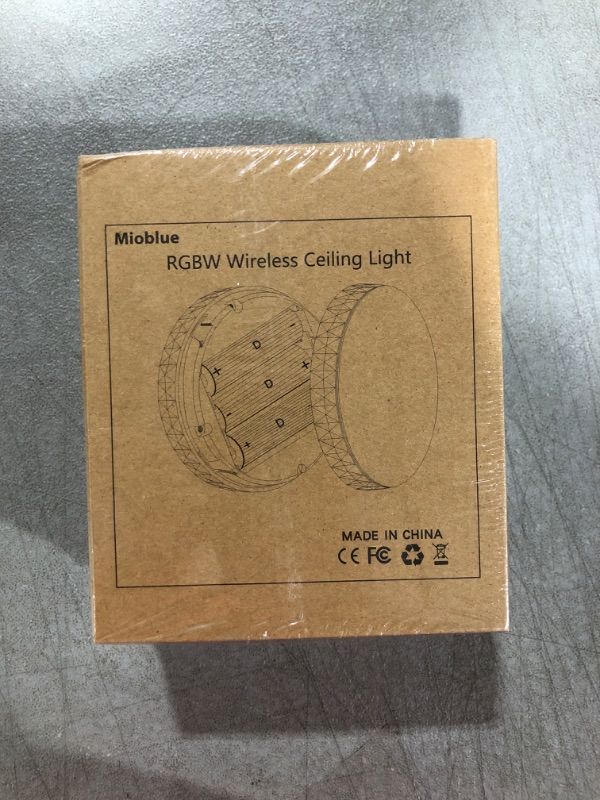 Mioblue
RGBW Wireless Ceiling Light
D
D
D
MADE IN CHINA
CE FC